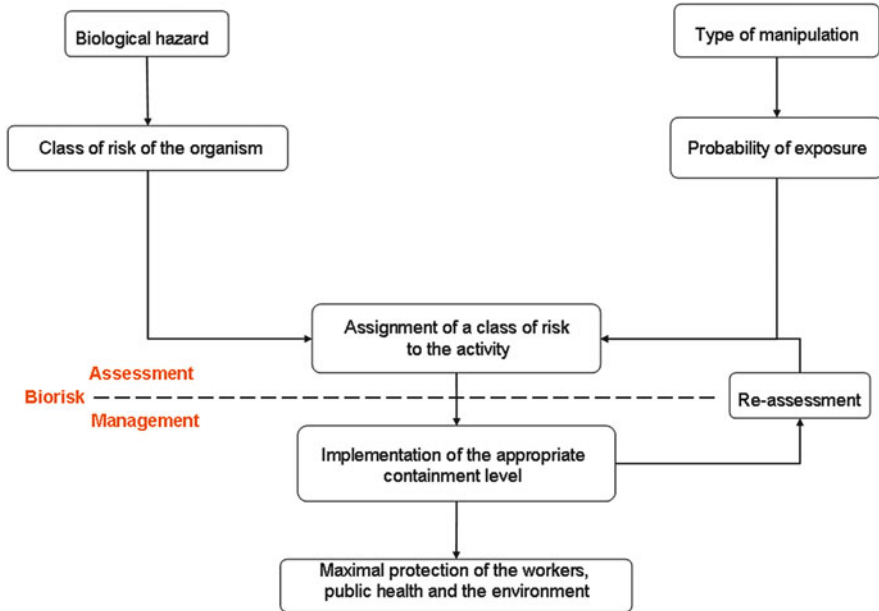 Biological hazard
Type of manipulation
Class of risk of the organism
Probability of exposure
Assignment of a class of risk
to the activity
Assessment
Biorisk
Management
Re-assessment
Implementation of the appropriate
containment level
Maximal protection of the workers,
public health and the environment